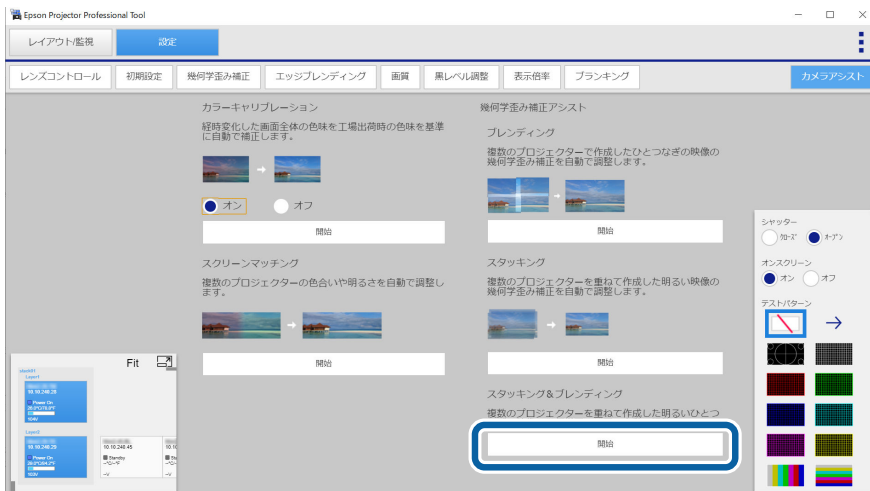 Epson Projector Professional Tool
レイアウト/監視
設定
レンズコントロール
初期設定
幾何学歪み補正
エッジブレンディング
画質
黒レベル調整
表示倍率
ブランキング
カメラアシスト
カラーキャリブレーション
経時変化した画面全体の色味を工場出荷時の色味を基準
に自動で補正します。
オン
オフ
開始
スクリーンマッチング
複数のプロジェクターの色合いや明るさを自動で調整し
ます。
開始
幾何学歪み補正アシスト
ブレンディング
複数のプロジェクターで作成したひとつなぎの映像の
幾何学歪み補正を自動で調整します。
開始
スタッキング
複数のプロジェクターを重ねて作成した明るい映像の
幾何学歪み補正を自動で調整します。
開始
スタッキング&ブレンディング
複数のプロジェクターを重ねて作成した明るいひとつ
開始
シャッター
クローズ
オープン
オンスクリーン
オン
オフ
テストパターン
Fit
Layer1
10.10.240.26
Power On
104V
Layer2
10.10.240.25
Power On
103V
10.10.240.45
Standby
--°C/--°F
--V